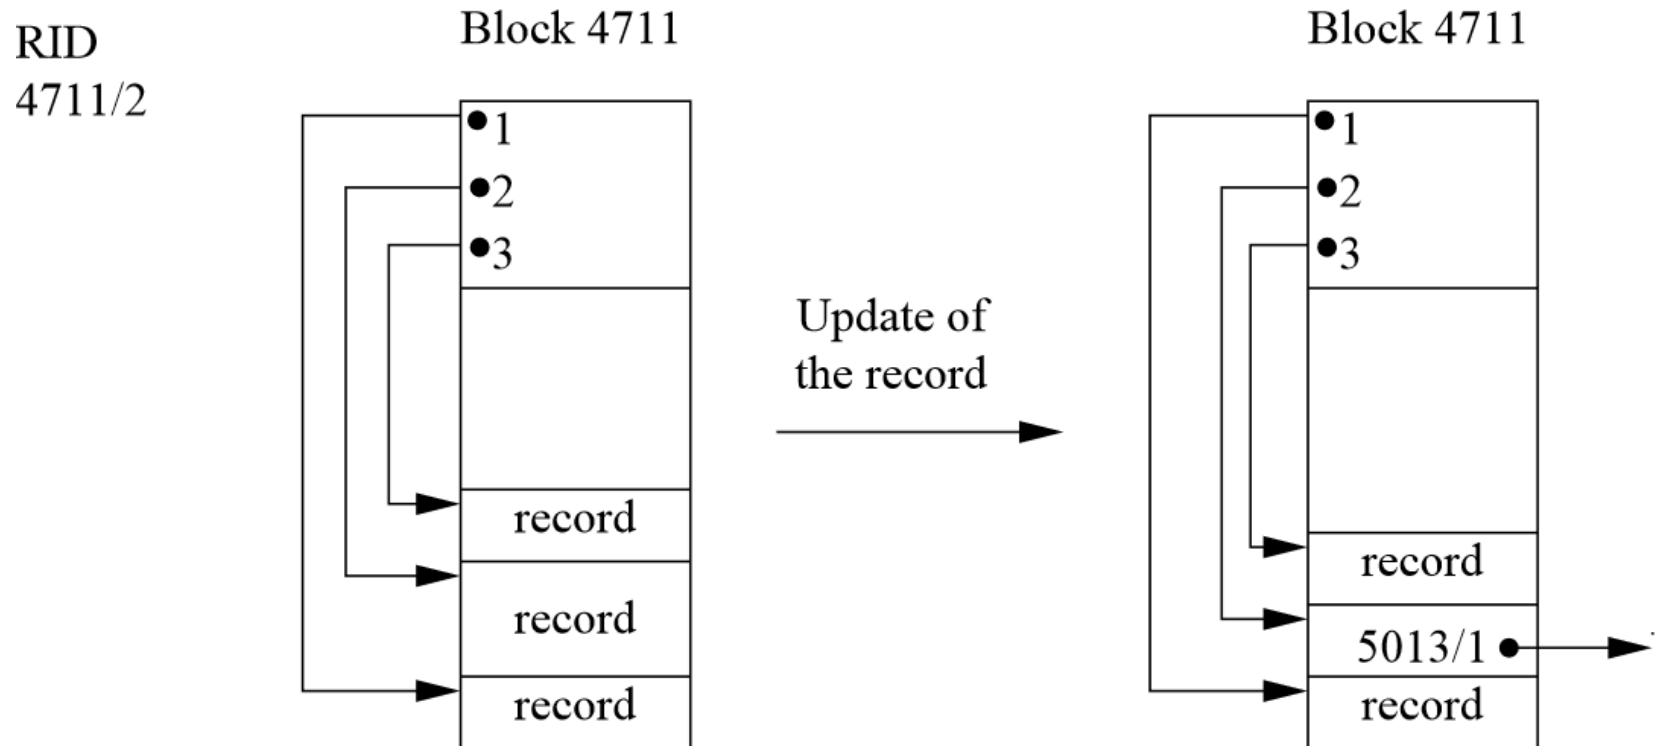 RID
4711/2
Block 4711
1
2
3
record
record
record
Update of
the record
Block 4711
1
2
3
record
5013/1
record